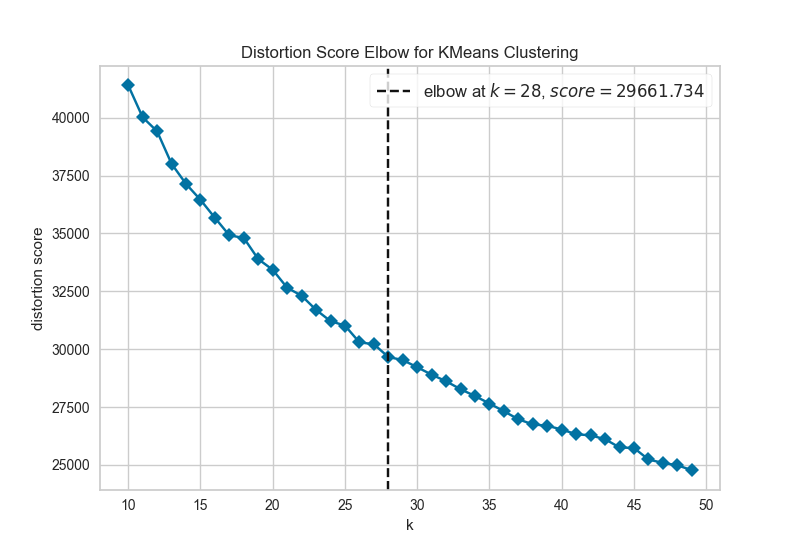 Distortion Score Elbow for KMeans Clustering
elbow at k = 28, score = 29661.734
distortion score
40000
37500
35000
32500
30000
27500
25000
10 15 20 25 30 35 40 45 50
k